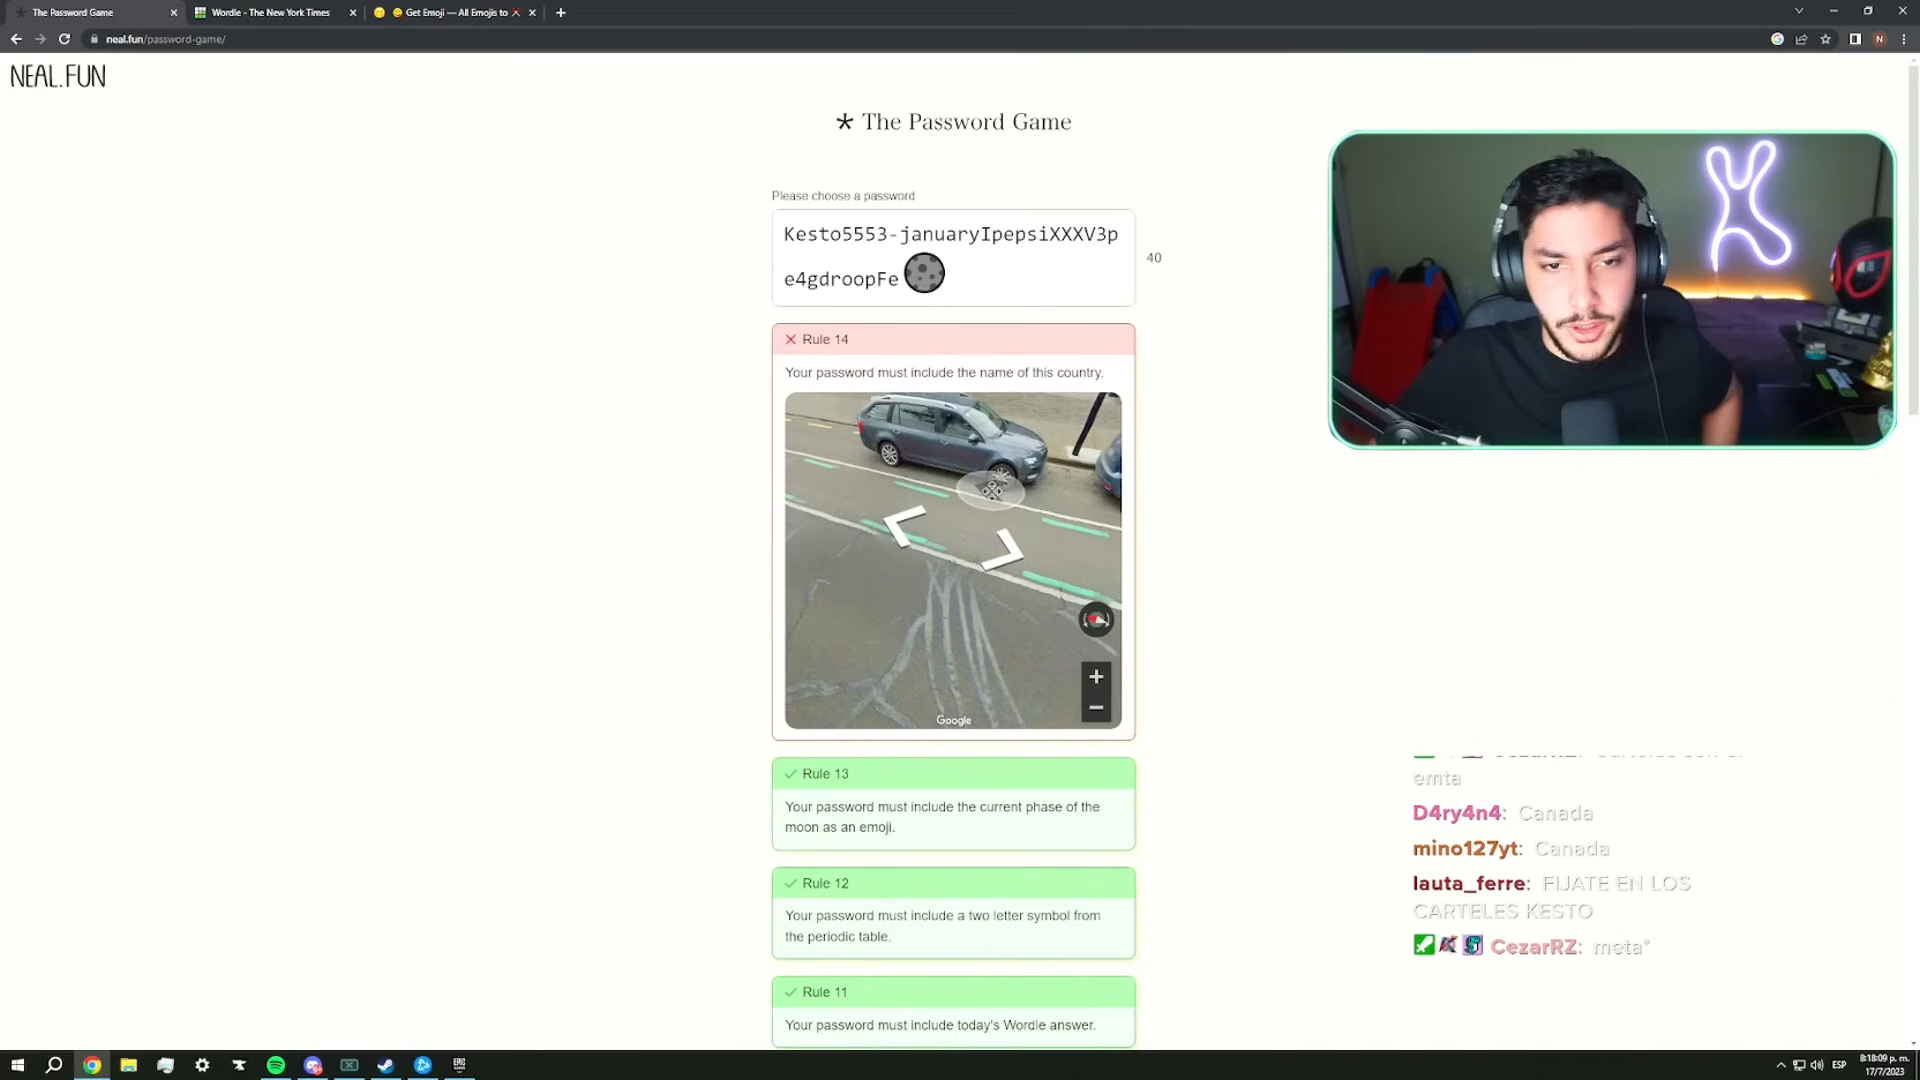 The Password Game
Wordle - The New York Times
Get Emoji — All Emojis to
neal.fun/password-game/
N
NEAL.FUN
* The Password Game
Please choose a password
Kesto5553-januaryIpepsiXXXV3p
e4gdroopFe
40
Rule 14
Your password must include the name of this country.
Google
Rule 13
Your password must include the current phase of the
moon as an emoji.
Rule 12
Your password must include a two letter symbol from
the periodic table.
Rule 11
Your password must include today's Wordle answer.
emta
D4ry4n4: Canada
mino127yt: Canada
lauta_ferre: FIJATE EN LOS
CARTELES KESTO
CezarRZ: meta*
EPIC
ESP
8:18:09 p. m.
17/7/2023